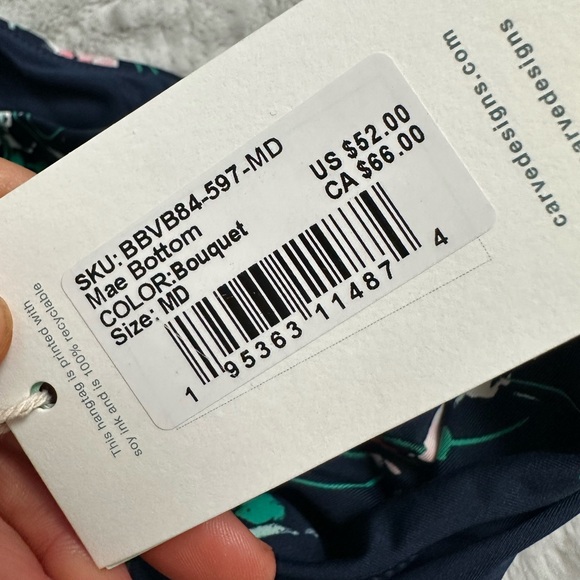 SKU: BBVB84-597-MD
Mae Bottom
COLOR:Bouquet
Size: MD
US $52.00
CA $66.00
1 95363 11487 4
This hangtag is printed with
soy ink and is 100% recyclable
carvedesigns.com
carvedesigns